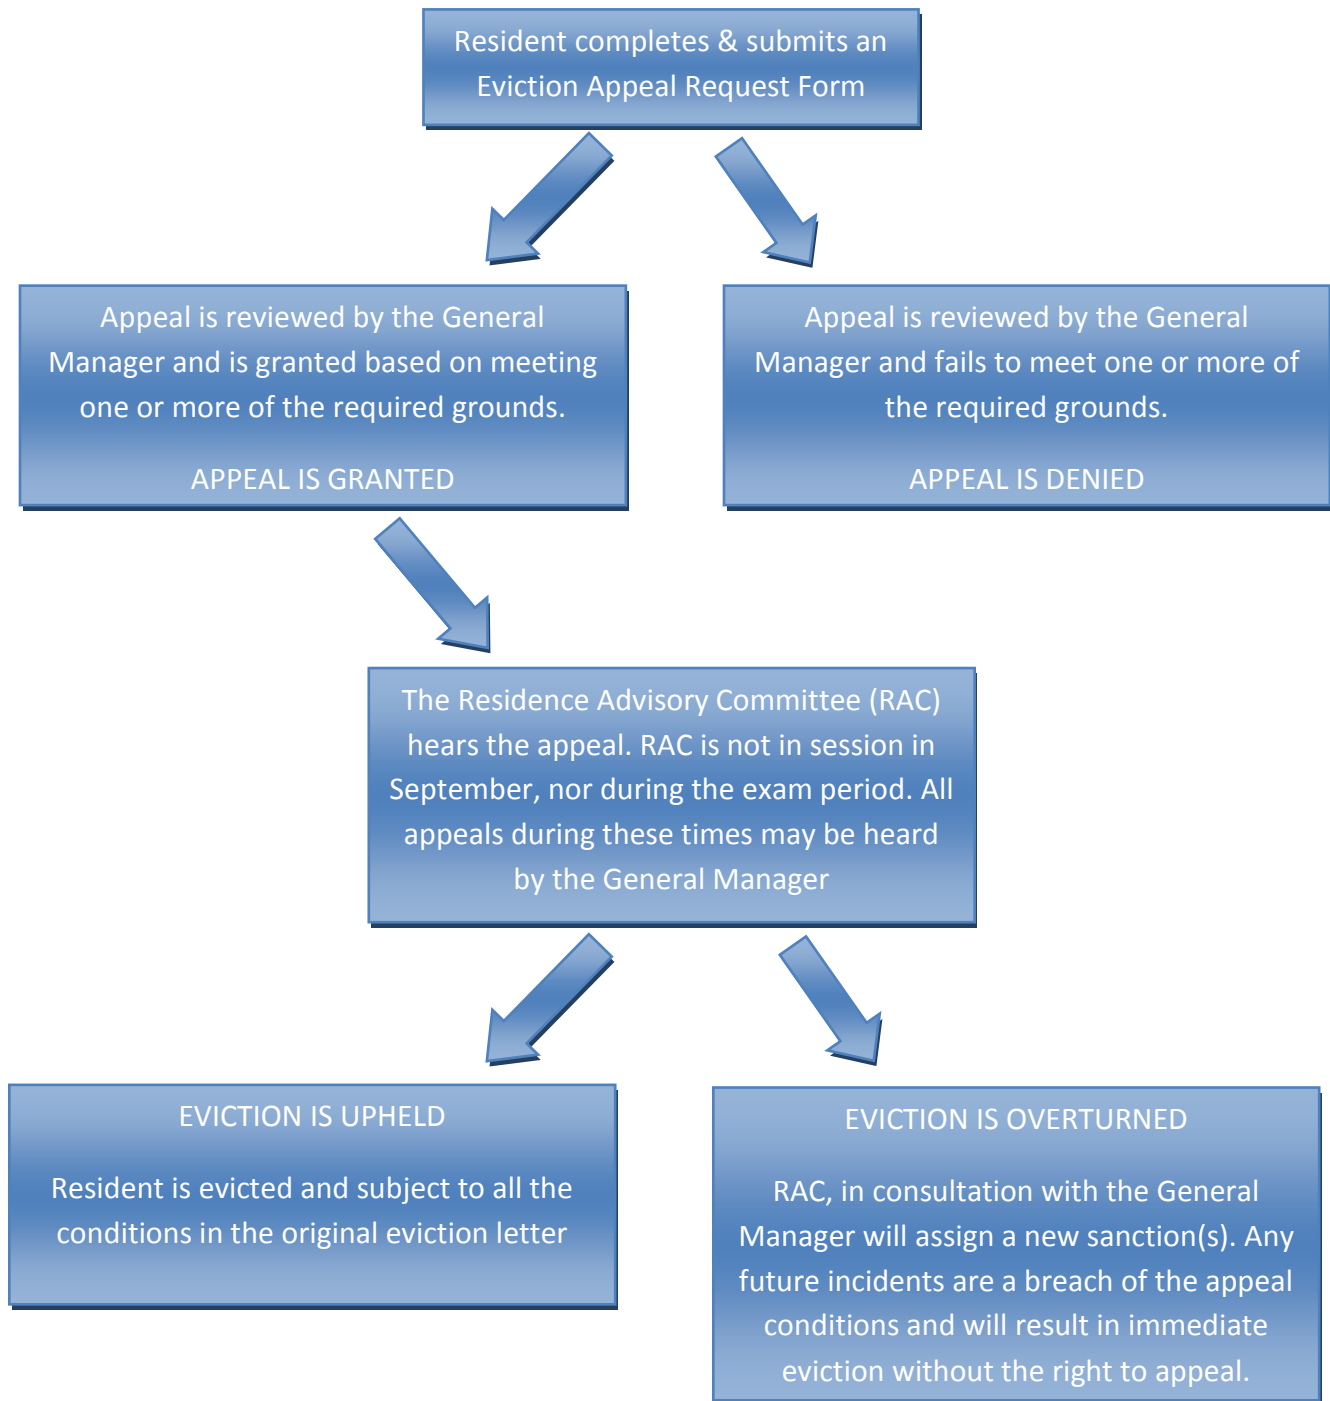 Resident completes & submits an
Eviction Appeal Request Form
Appeal is reviewed by the General
Manager and is granted based on meeting
one or more of the required grounds.
APPEAL IS GRANTED
Appeal is reviewed by the General
Manager and fails to meet one or more of
the required grounds.
APPEAL IS DENIED
The Residence Advisory Committee (RAC)
hears the appeal. RAC is not in session in
September, nor during the exam period. All
appeals during these times may be heard
by the General Manager
EVICTION IS UPHELD
Resident is evicted and subject to all the
conditions in the original eviction letter
EVICTION IS OVERTURNED
RAC, in consultation with the General
Manager will assign a new sanction(s). Any
future incidents are a breach of the appeal
conditions and will result in immediate
eviction without the right to appeal.